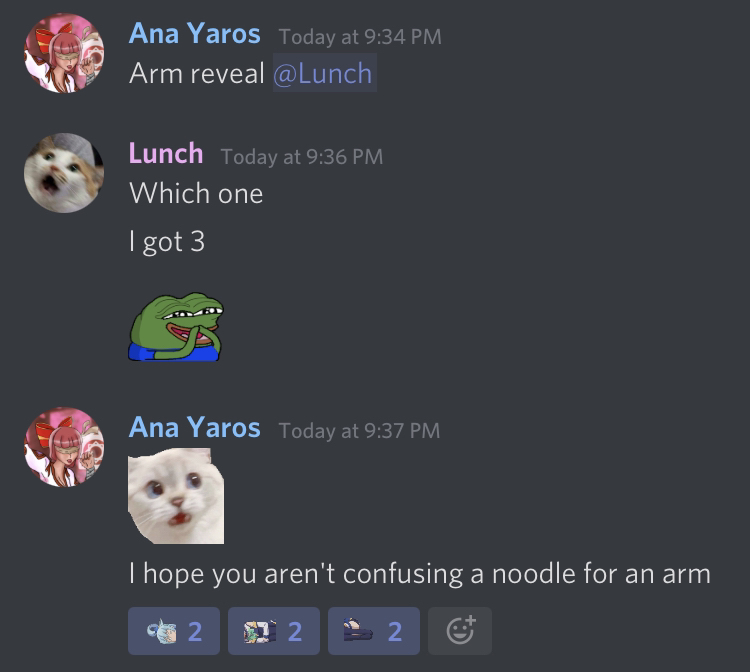 Ana Yaros Today at 9:34 PM
Arm reveal @Lunch
Lunch Today at 9:36 PM
Which one
I got 3
Ana Yaros Today at 9:37 PM
I hope you aren't confusing a noodle for an arm
2 2 2